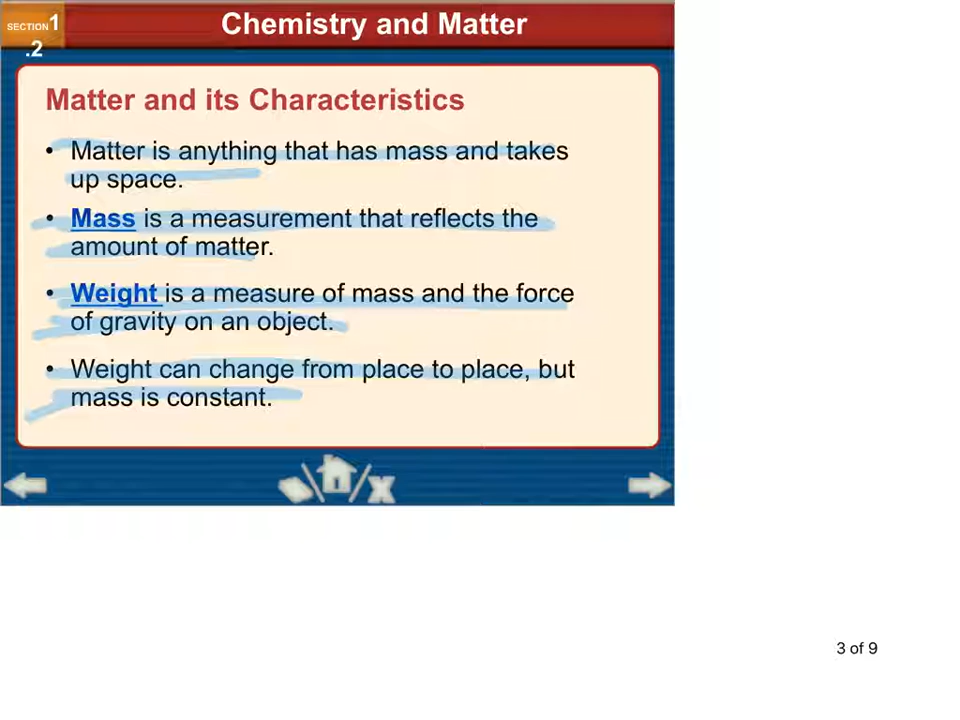 SECTION 1
.2
Chemistry and Matter
Matter and its Characteristics
• Matter is anything that has mass and takes
up space.
• Mass is a measurement that reflects the
amount of matter.
• Weight is a measure of mass and the force
of gravity on an object.
• Weight can change from place to place, but
mass is constant.
X
3 of 9